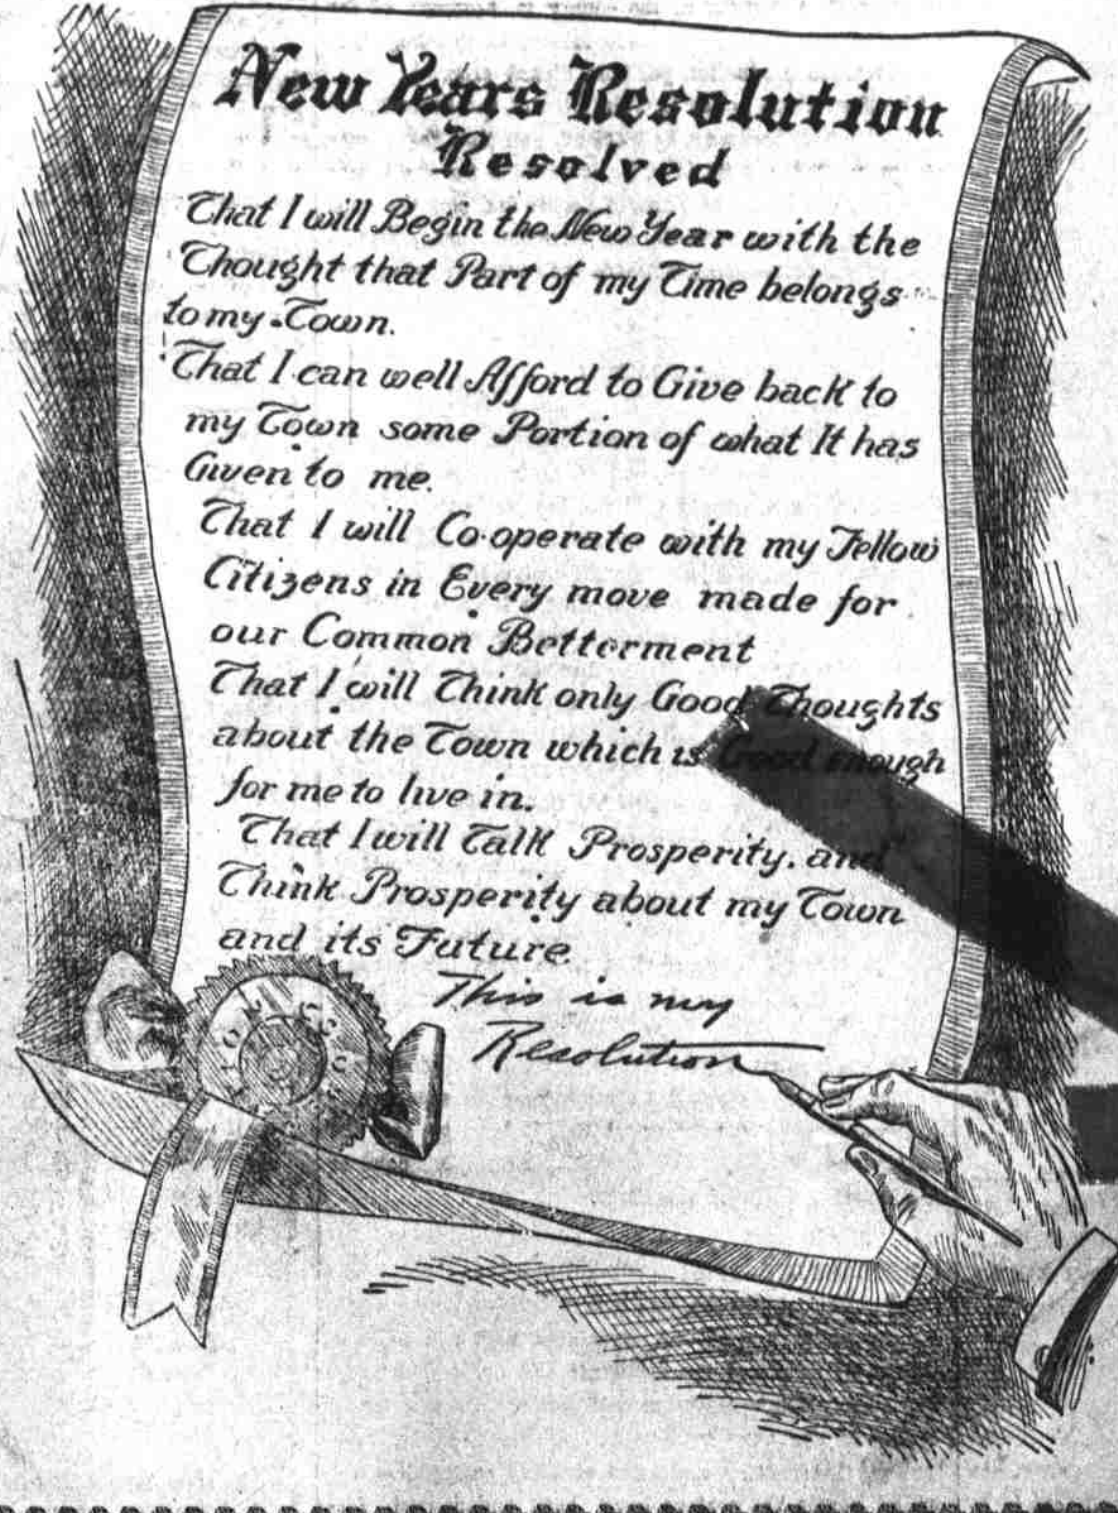 New Years Resolution
Resolved
That I will Begin the New Year with the
Thought that Part of my Time belongs
to my Town.
That I can well Afford to Give back to
my Town some Portion of what It has
Given to me.
That I will Co-operate with my Fellow
Citizens in Every move made for
our Common Betterment
That I will Think only Good Thoughts
about the Town which is Good enough
for me to live in.
That I will Talk Prosperity, and
Think Prosperity about my Town
and its Future
This is my
Resolution